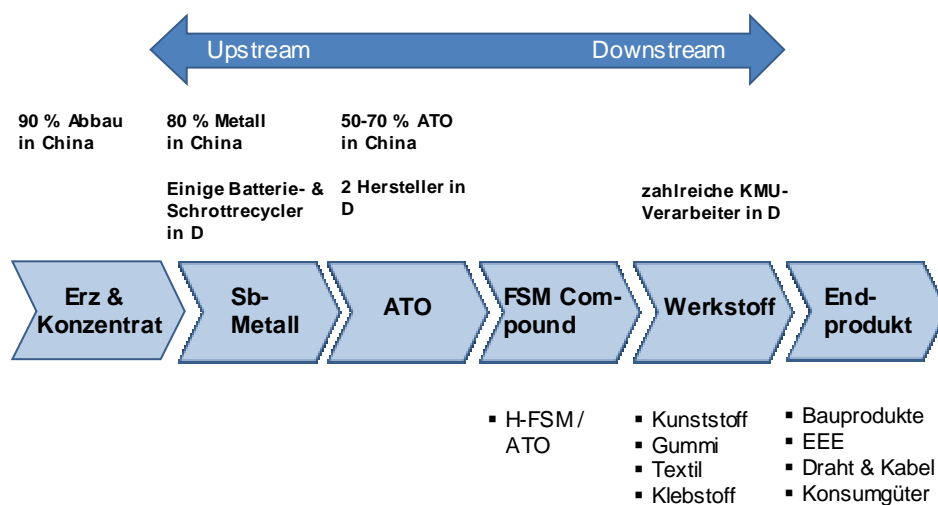 Upstream
Downstream
90 % Abbau
in China
80 % Metall
in China
Einige Batterie- &
Schrottrecycler
in D
50-70 % ATO
in China
2 Hersteller in
D
zahlreiche KMU-
Verarbeiter in D
Erz &
Konzentrat
Sb-
Metall
ATO
FSM Com-
pound
Werkstoff
End-
produkt
▪ H-FSM /
ATO
▪ Kunststoff
▪ Gummi
▪ Textil
▪ Klebstoff
▪ Bauprodukte
▪ EEE
▪ Draht & Kabel
▪ Konsumgüter